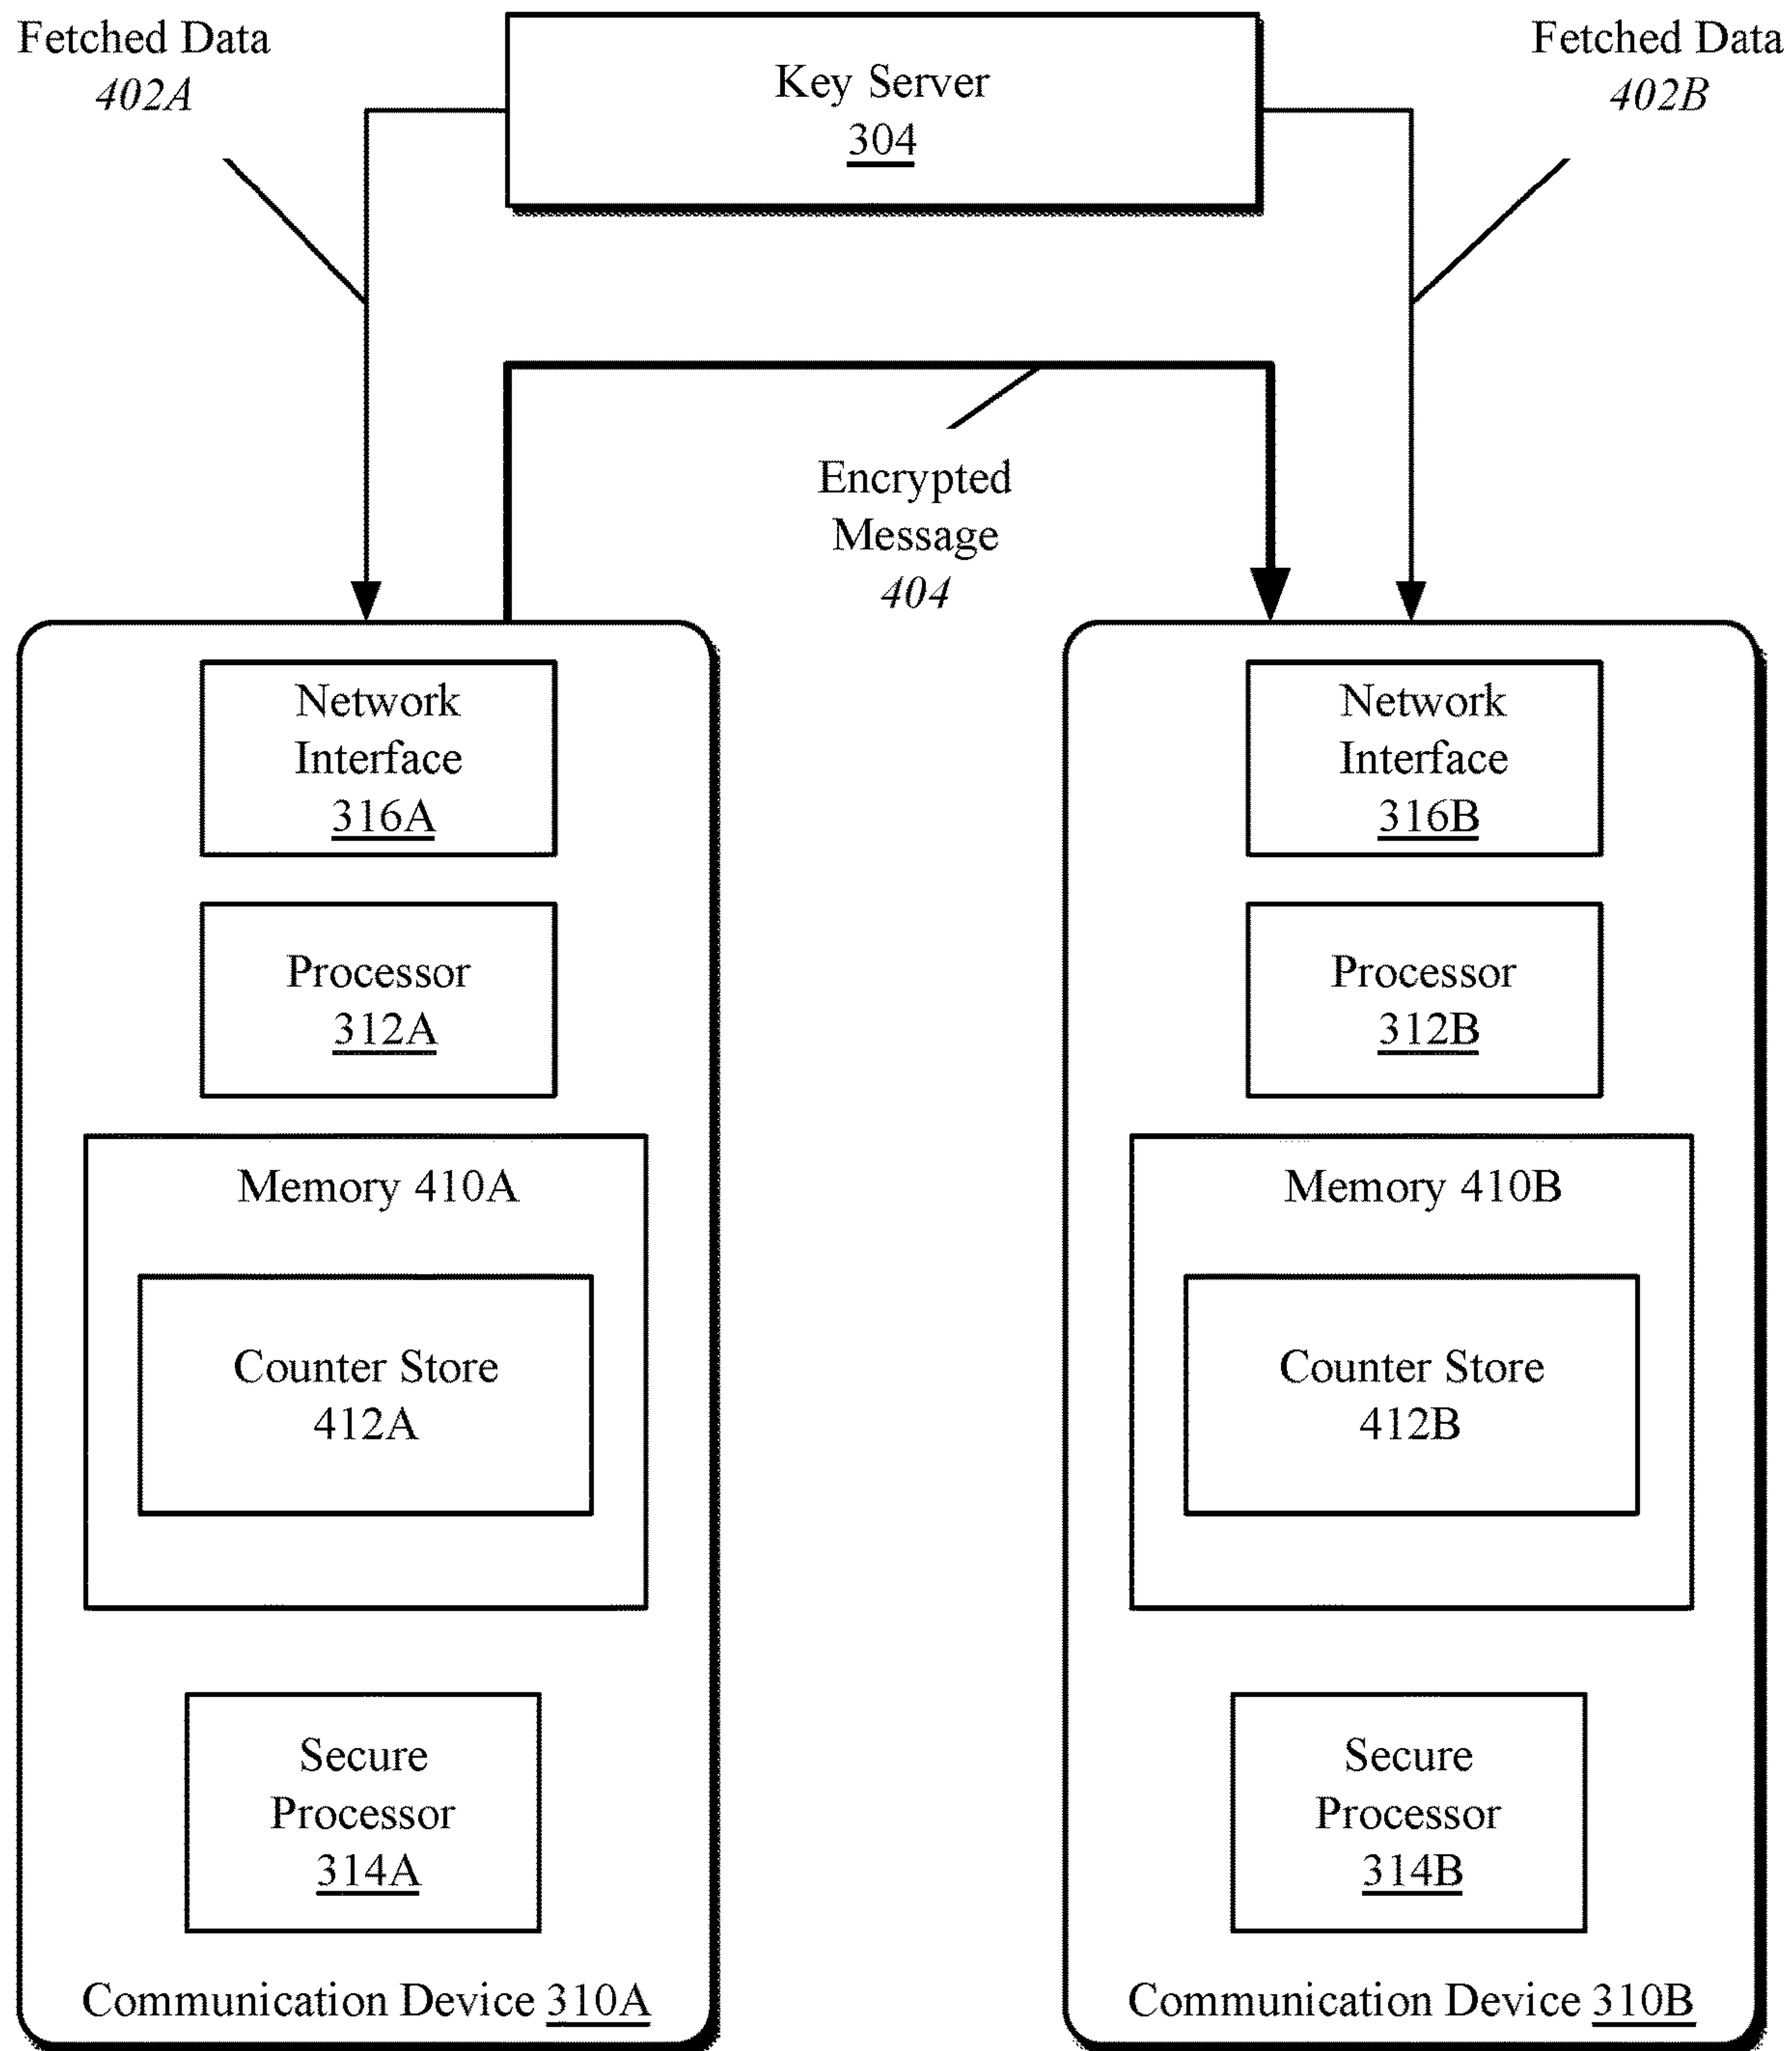 Fetched Data
402A
Key Server
304
Fetched Data
402B
Encrypted
Message
404
Network
Interface
316A
Processor
312A
Memory 410A
Counter Store
412A
Secure
Processor
314A
Communication Device 310A
Network
Interface
316B
Processor
312B
Memory 410B
Counter Store
412B
Secure
Processor
314B
Communication Device 310B